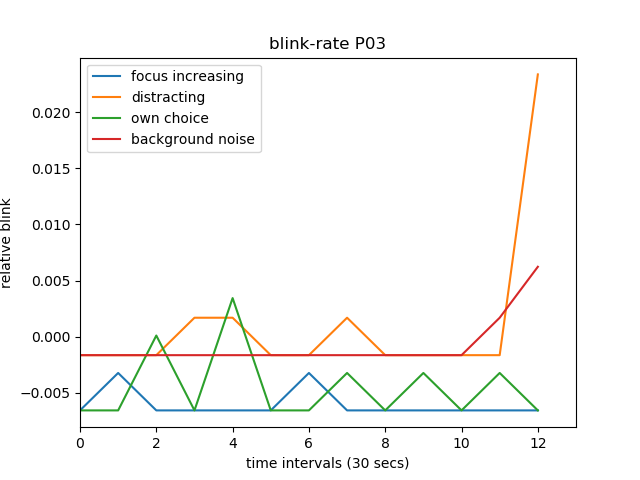 blink-rate P03
focus increasing
distracting
own choice
background noise
0.020
0.015
0.010
0.005
0.000
−0.005
relative blink
0 2 4 6 8 10 12
time intervals (30 secs)